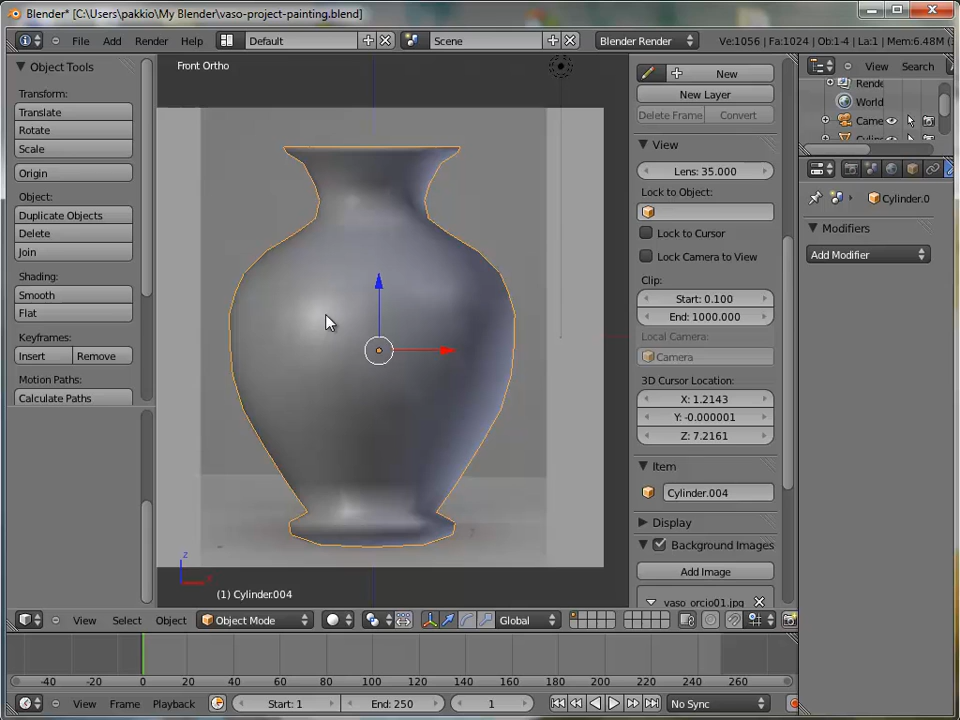 Blender* [C:\Users\pakkio\My Blender\vaso-project-painting.blend]
File Add Render Help Default Scene Blender Render Ve:1056 | Fa:1024 | Ob:1-4 | La:1 | Mem:6.48M
Object Tools
Transform:
Translate
Rotate
Scale
Origin
Object:
Duplicate Objects
Delete
Join
Shading:
Smooth
Flat
Keyframes:
Insert Remove
Motion Paths:
Calculate Paths
Front Ortho
z
(1) Cylinder.004
New
New Layer
Delete Frame Convert
View
Lens: 35.000
Lock to Object:
Lock to Cursor
Lock Camera to View
Clip:
Start: 0.100
End: 1000.000
Local Camera:
Camera
3D Cursor Location:
X: 1.2143
Y: -0.000001
Z: 7.2161
Item
Cylinder.004
Display
Background Images
Add Image
vaso_orcio01.jpg
View Search
Rende
World
Came
Cylinder.0
Modifiers
Add Modifier
View Select Object Object Mode Global
-40 -20 0 20 40 60 80 100 120 140 160 180 200 220 240 260
View Frame Playback Start: 1 End: 250 1 No Sync